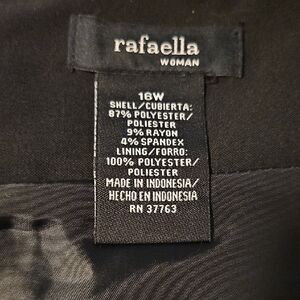 rafaella
WOMAN
18W
SHELL/CUBIERTA:
87% POLYESTER/
POLIESTER
9% RAYON
4% SPANDEX
LINING/FORRO:
100% POLYESTER/
POLIESTER
MADE IN INDONESIA/
HECHO EN INDONESIA
RN 37763